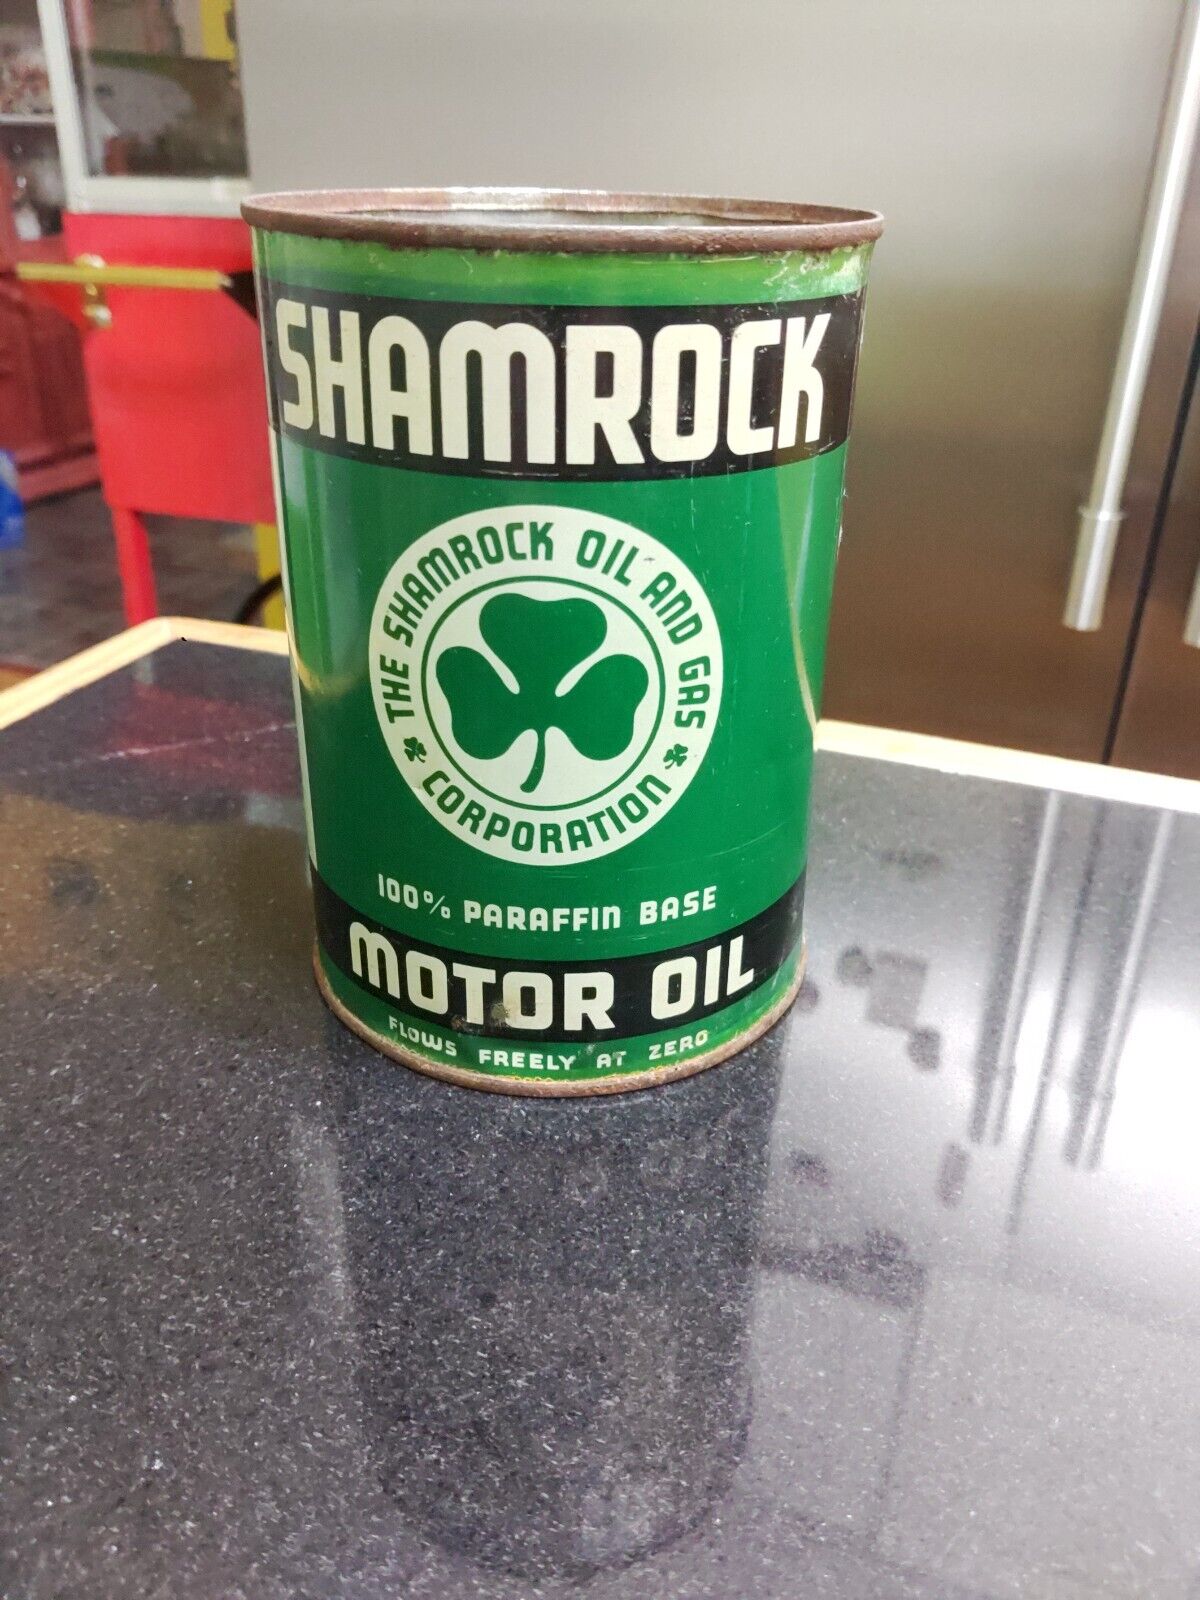 SHAMROCK
THE SHAMROCK OIL AND GAS
CORPORATION
100% PARAFFIN BASE
MOTOR OIL
FLOWS FREELY AT ZERO